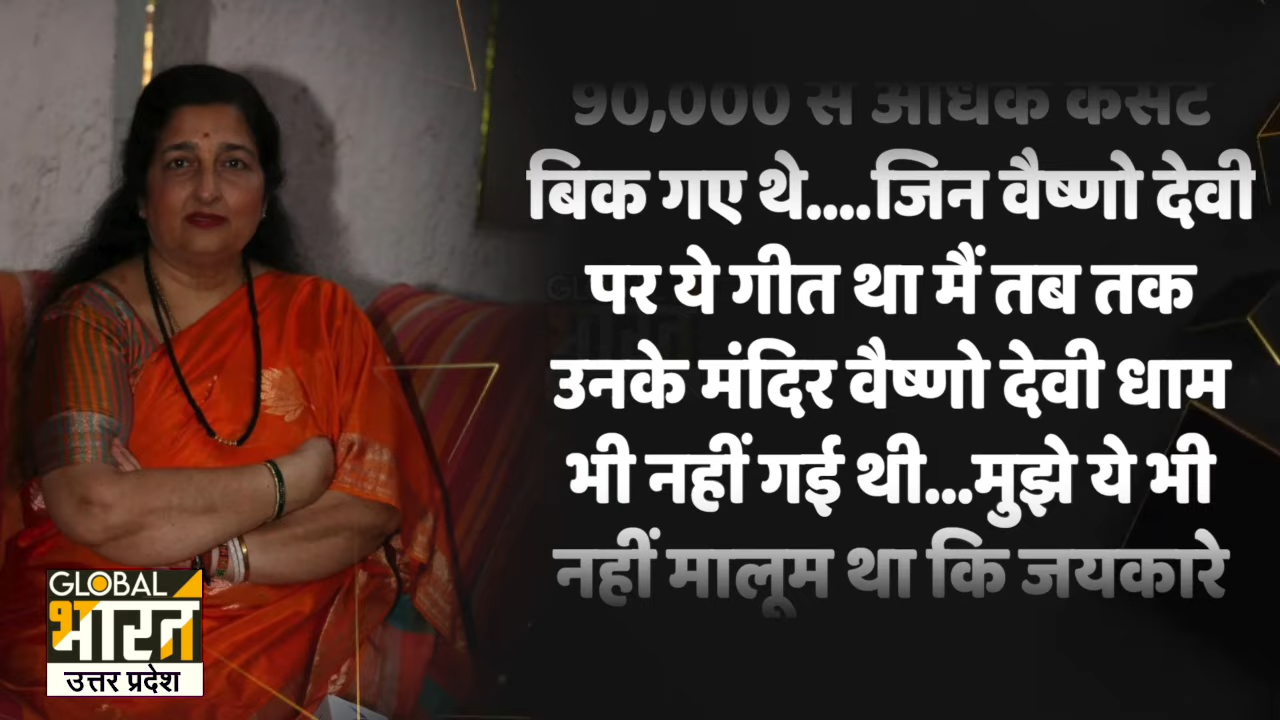 90,000 से अधिक कैसेट
बिक गए थे....जिन वैष्णो देवी
पर ये गीत था मैं तब तक
उनके मंदिर वैष्णो देवी धाम
भी नहीं गई थी...मुझे ये भी
नहीं मालूम था कि जयकारे
GLOBAL
भारत
उत्तर प्रदेश